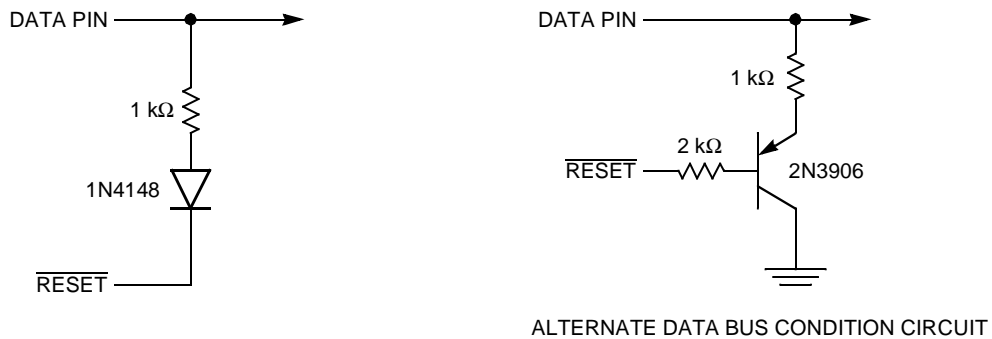 DATA PIN
1 kΩ
1N4148
RESET
DATA PIN
1 kΩ
2 kΩ
RESET
2N3906
ALTERNATE DATA BUS CONDITION CIRCUIT